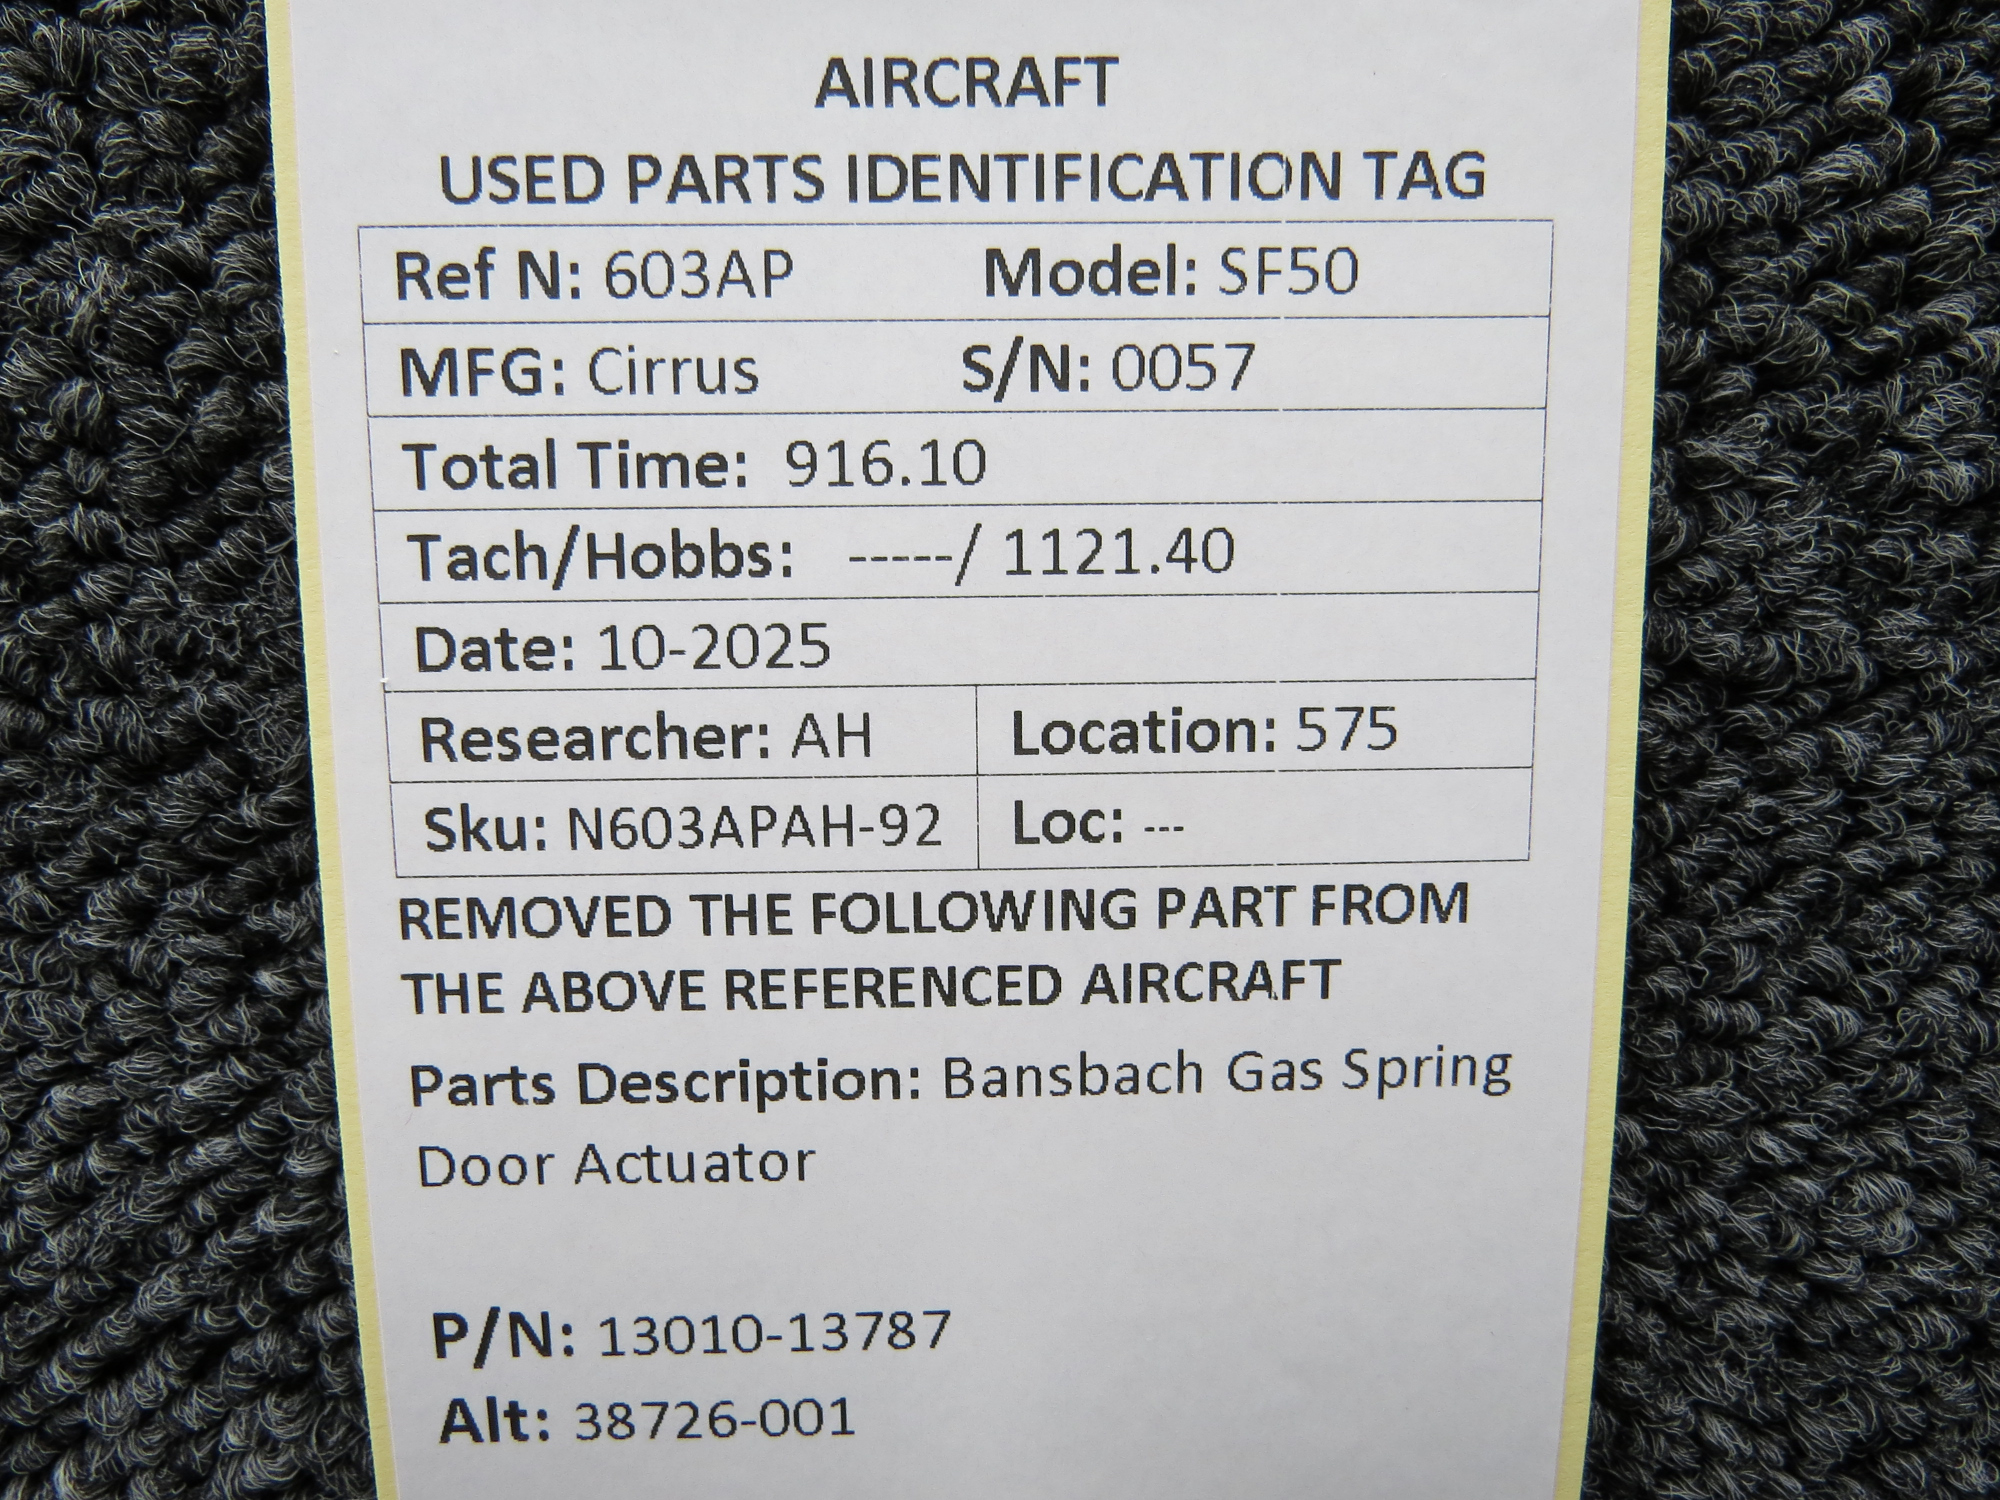 AIRCRAFT
USED PARTS IDENTIFICATION TAG
Ref N: 603AP Model: SF50
MFG: Cirrus S/N: 0057
Total Time: 916.10
Tach/Hobbs: -----/ 1121.40
Date: 10-2025
Researcher: AH Location: 575
Sku: N603APAH-92 Loc: ---
REMOVED THE FOLLOWING PART FROM
THE ABOVE REFERENCED AIRCRAFT
Parts Description: Bansbach Gas Spring
Door Actuator
P/N: 13010-13787
Alt: 38726-001